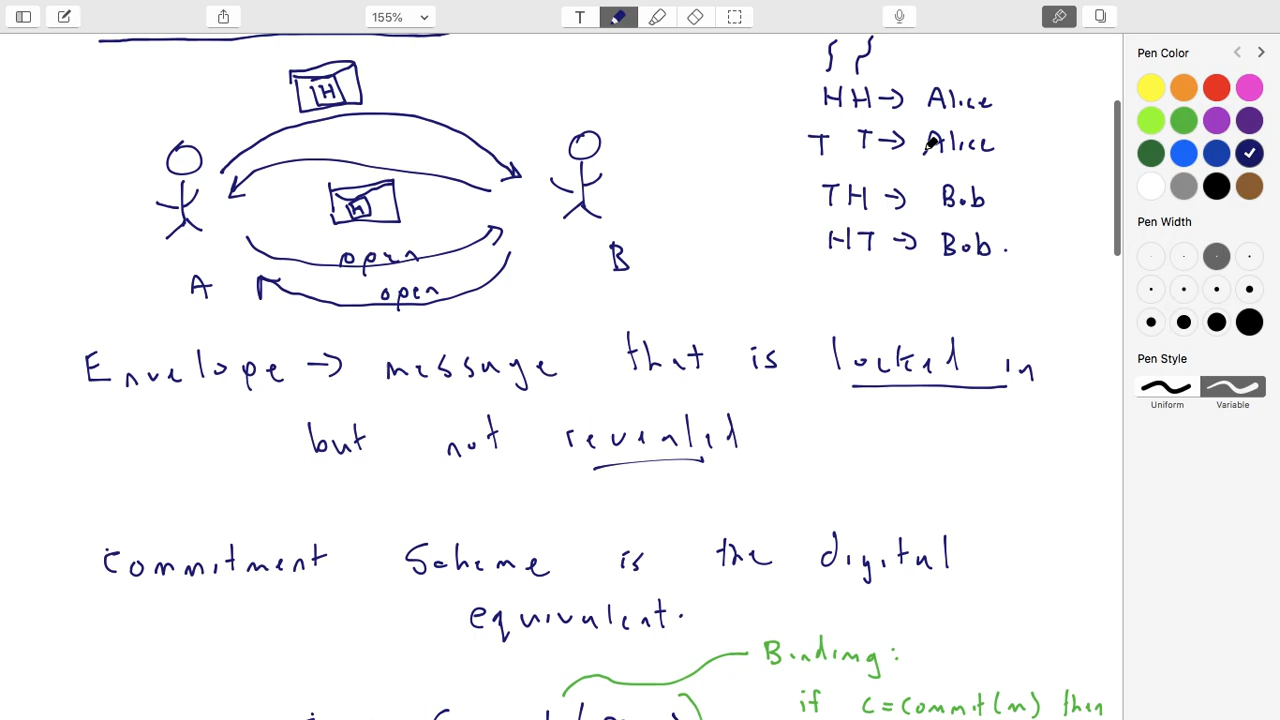 155%
T
Pen Color
H
HH → Alice
T T → Alice
TH → Bob
HT → Bob.
H
Pen Width
open
open
A
B
Pen Style
Uniform
Variable
Envelope → message that is locked in
but not revealed
Commitment Scheme is the digital
equivalent.
Binding:
if c=commit(m) then